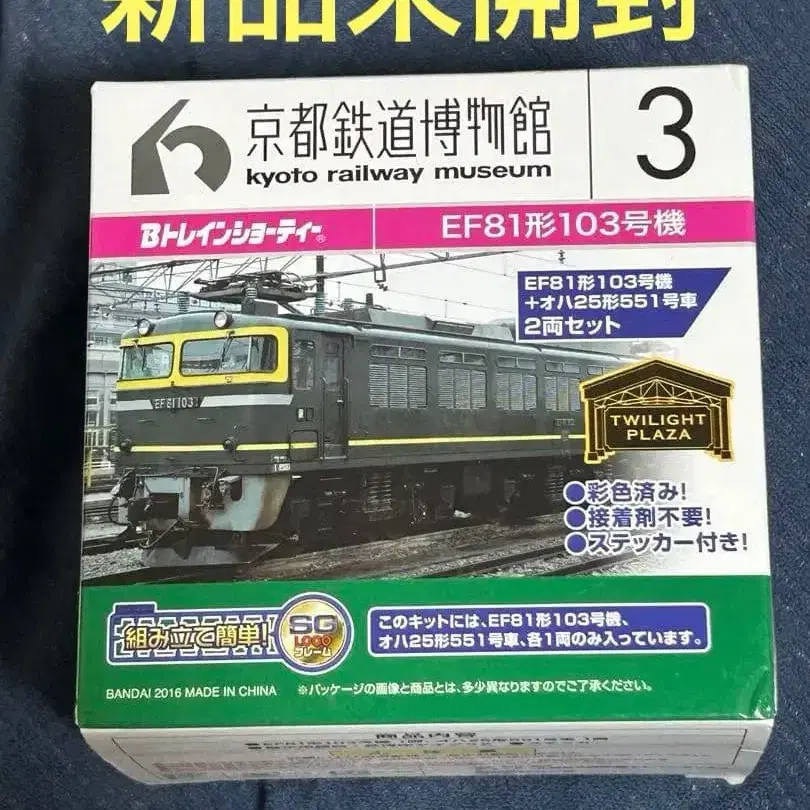 新品未開封
京都鉄道博物館
kyoto railway museum
3
Bトレインショーティー®
EF81形103号機
EF81形103号機
+オハ25形551号車
2両セット
EF81103
TWILIGHT
PLAZA
●彩色済み!
●接着剤不要!
●ステッカー付き!
組み立て簡単!
SG
LOGO
フレーム
このキットには、EF81形103号機、
オハ25形551号車、各1両のみ入っています。
BANDAI 2016 MADE IN CHINA
※パッケージの画像と商品とは、多少異なりますのでご了承ください。
商品内容